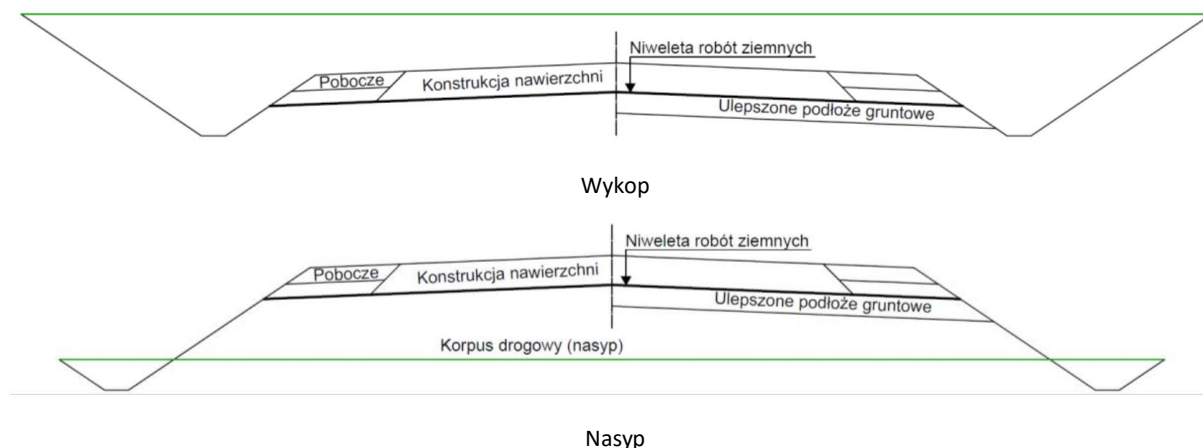 Niweleta robót ziemnych
Pobocze
Konstrukcja nawierzchni
Ulepszone podłoże gruntowe
Wykop
Niweleta robót ziemnych
Pobocze
Konstrukcja nawierzchni
Ulepszone podłoże gruntowe
Korpus drogowy (nasyp)
Nasyp